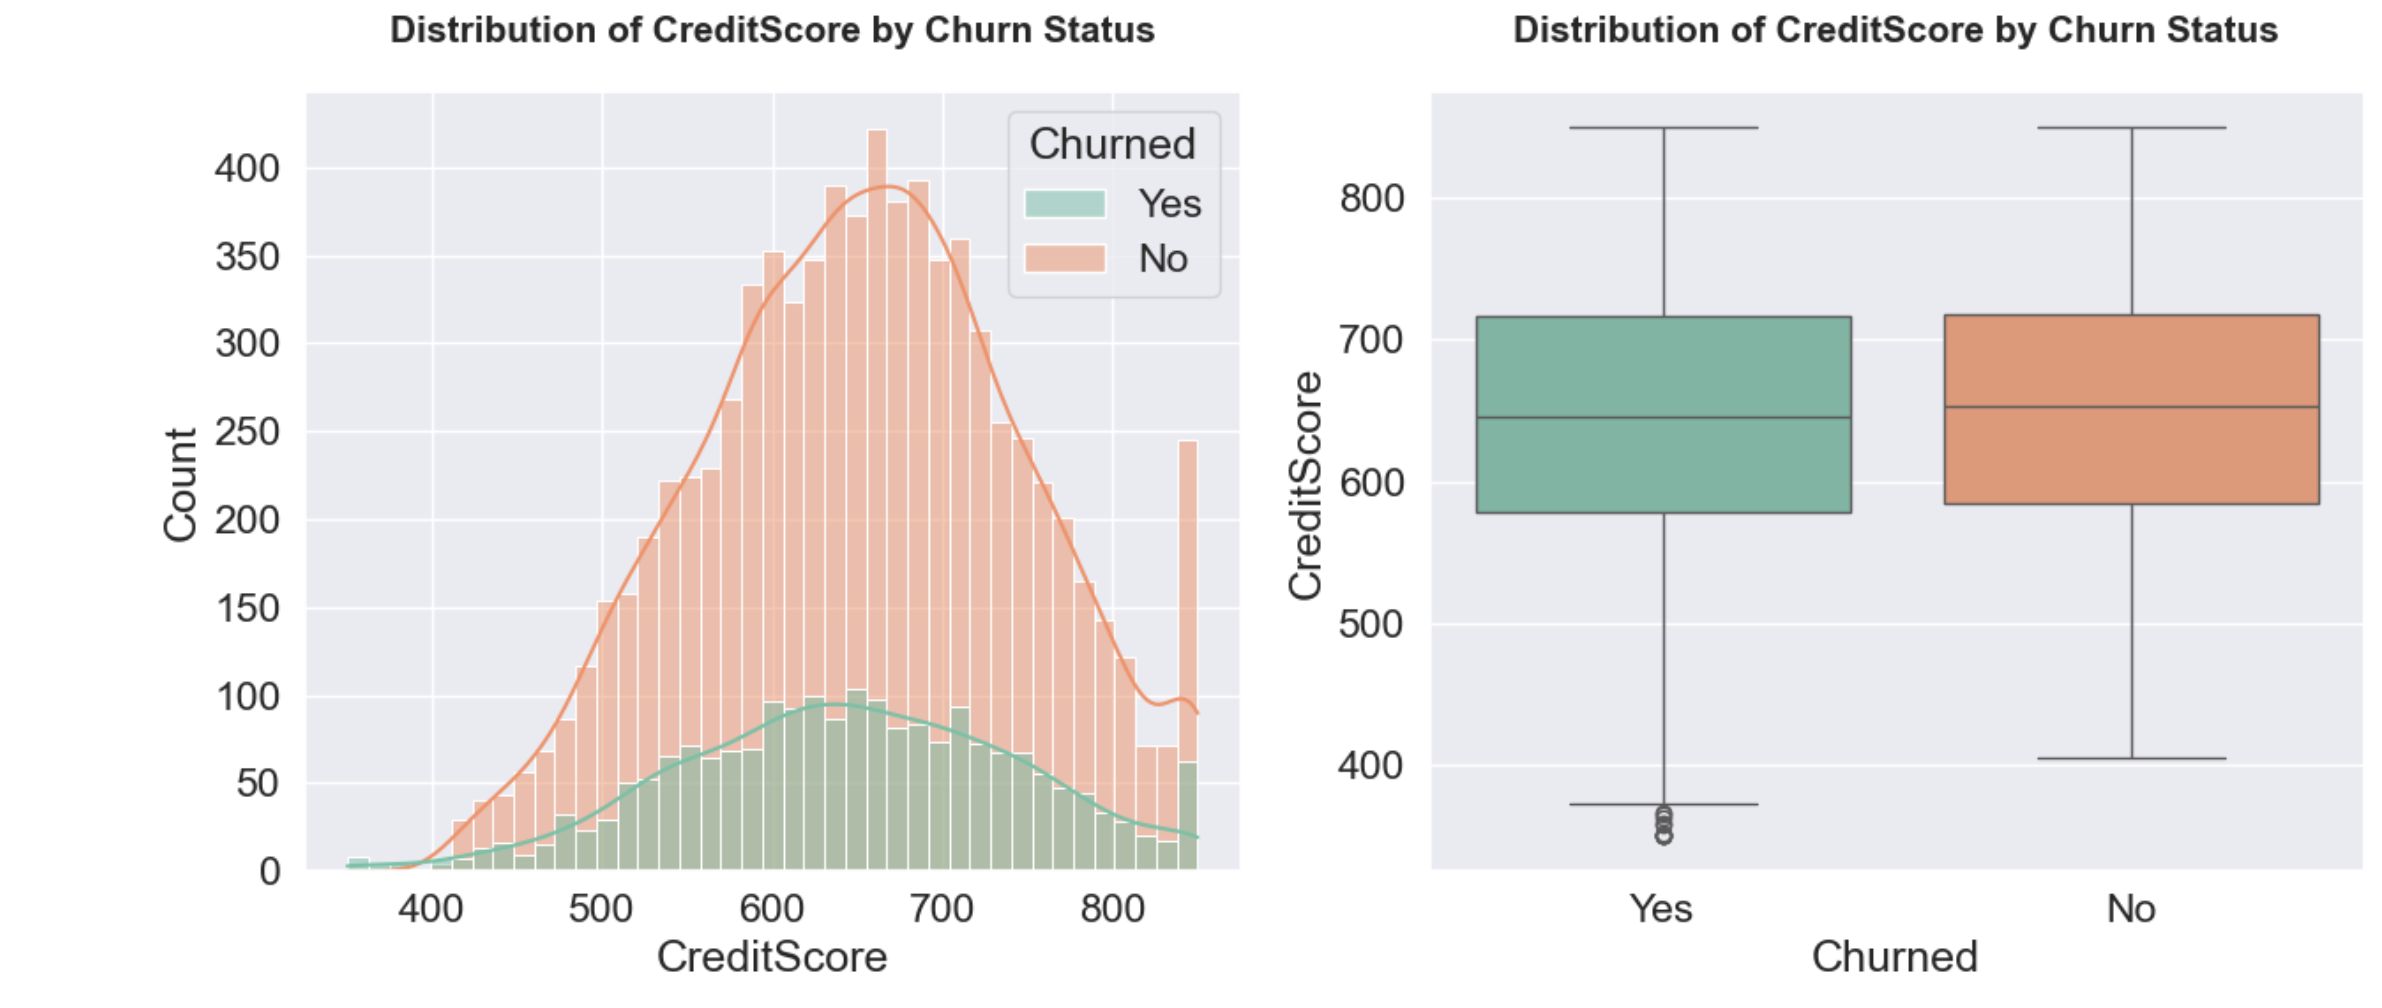 Distribution of CreditScore by Churn Status
Churned
Yes
No
400
350
300
250
200
150
100
50
0
Count
400 500 600 700 800
CreditScore
Distribution of CreditScore by Churn Status
800
700
600
500
400
CreditScore
Yes No
Churned